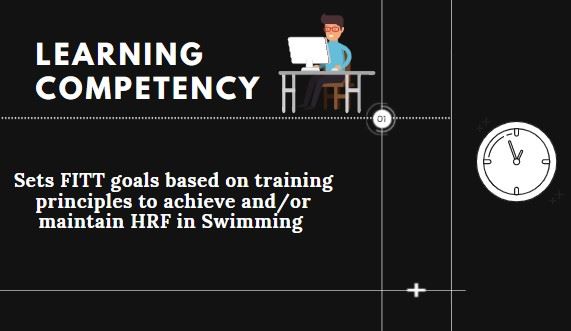 LEARNING
COMPETENCY
01
Sets FITT goals based on training
principles to achieve and/or
maintain HRF in Swimming